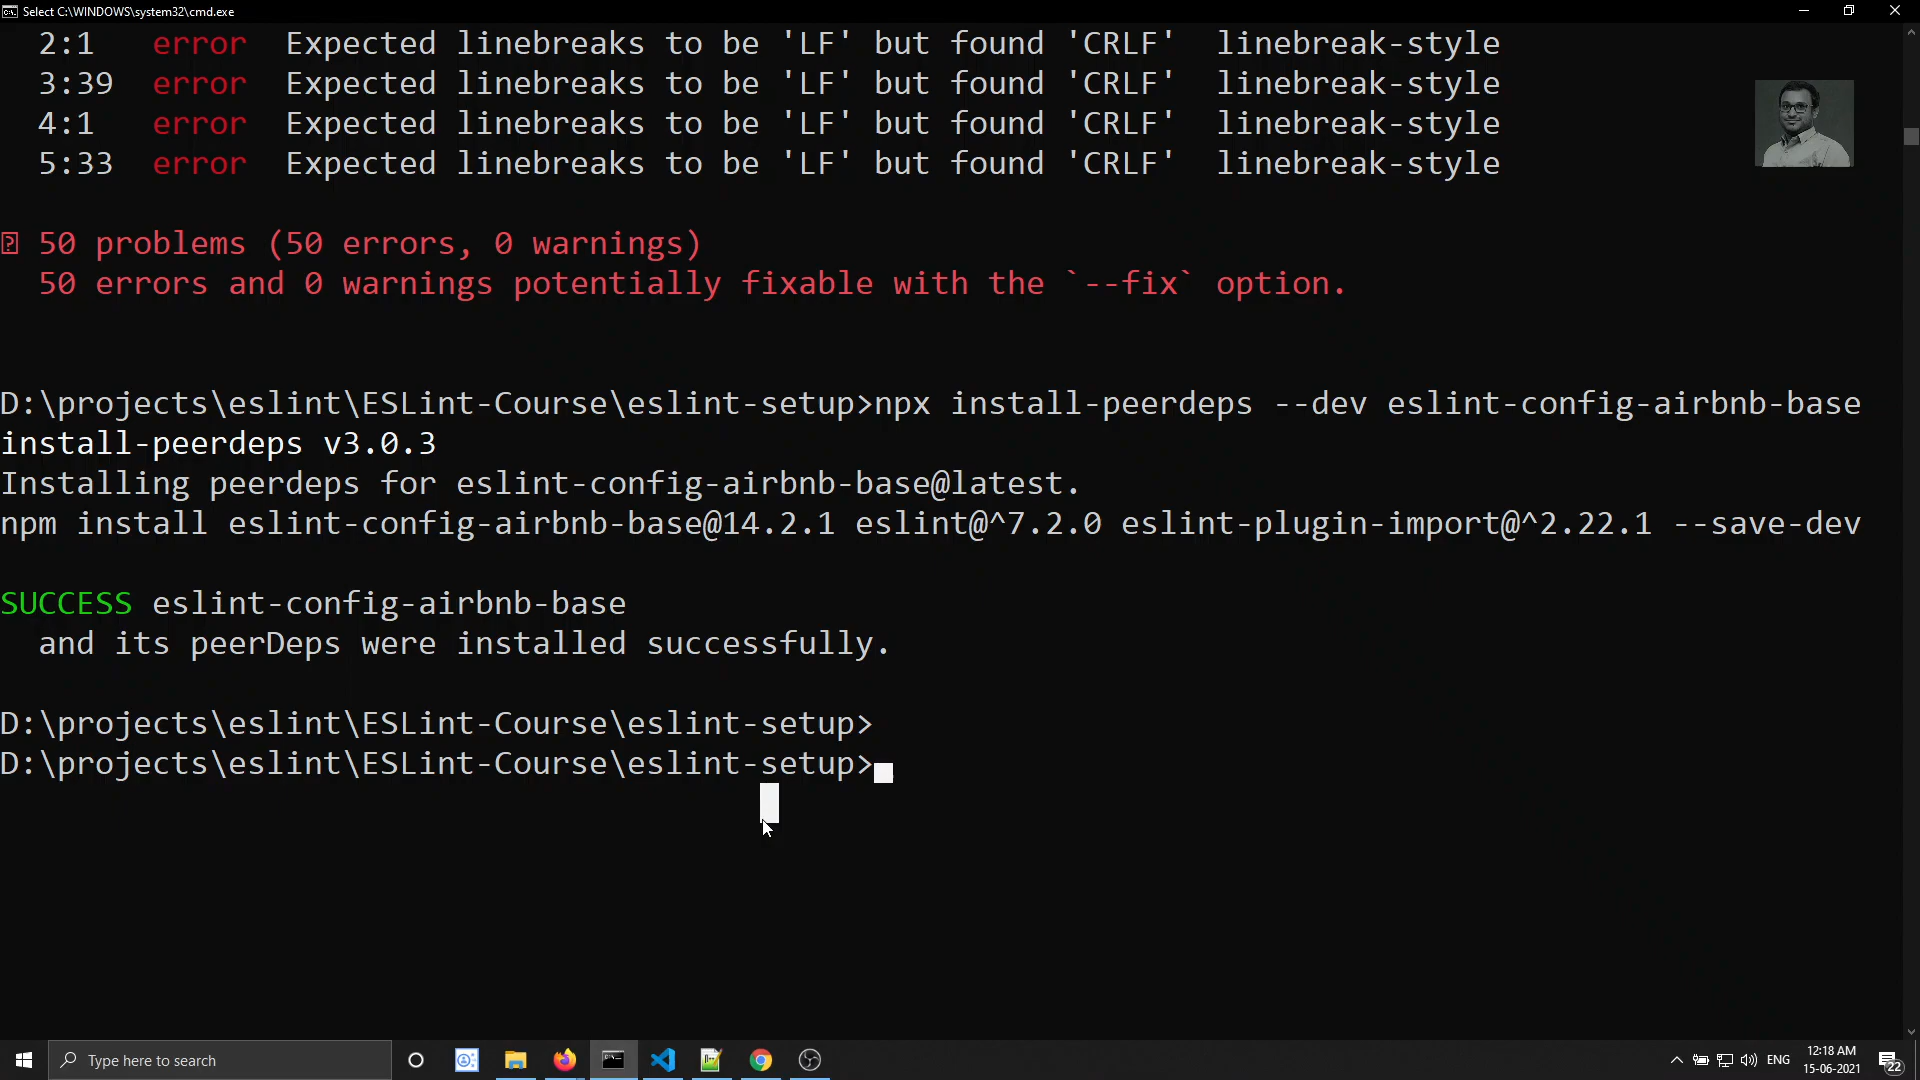 Select C:\WINDOWS\system32\cmd.exe
2:1 error Expected linebreaks to be 'LF' but found 'CRLF' linebreak-style
3:39 error Expected linebreaks to be 'LF' but found 'CRLF' linebreak-style
4:1 error Expected linebreaks to be 'LF' but found 'CRLF' linebreak-style
5:33 error Expected linebreaks to be 'LF' but found 'CRLF' linebreak-style
50 problems (50 errors, 0 warnings)
50 errors and 0 warnings potentially fixable with the `--fix` option.
D:\projects\eslint\ESLint-Course\eslint-setup>npx install-peerdeps --dev eslint-config-airbnb-base
install-peerdeps v3.0.3
Installing peerdeps for eslint-config-airbnb-base@latest.
npm install eslint-config-airbnb-base@14.2.1 eslint@^7.2.0 eslint-plugin-import@^2.22.1 --save-dev
SUCCESS eslint-config-airbnb-base
and its peerDeps were installed successfully.
D:\projects\eslint\ESLint-Course\eslint-setup>
D:\projects\eslint\ESLint-Course\eslint-setup>
Type here to search
ENG
12:18 AM
15-06-2021
22